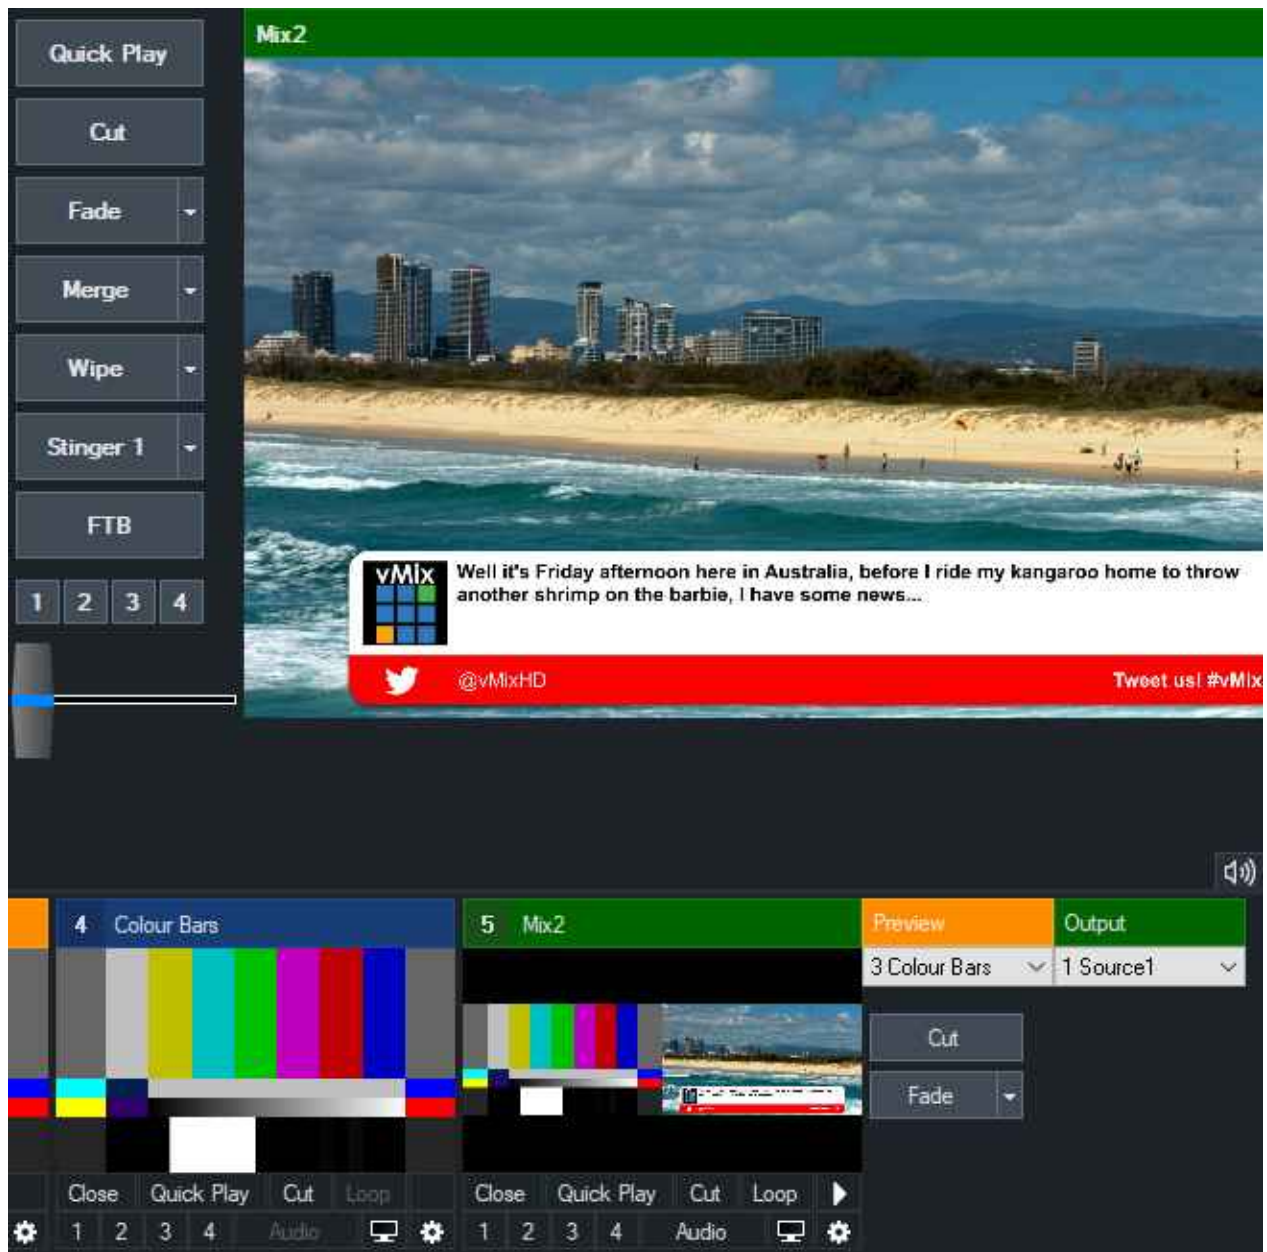 Quick Play
Mix2
Cut
Fade
Merge
Wipe
Stinger 1
FTB
1 2 3 4
vMix
Well it's Friday afternoon here in Australia, before I ride my kangaroo home to throw
another shrimp on the barbie, I have some news...
@vMixHD
Tweet us! #vMix
4 Colour Bars
5 Mix2
Preview
Output
3 Colour Bars
1 Source1
Cut
Fade
Close Quick Play Cut Loop
Close Quick Play Cut Loop
1 2 3 4 Audio
1 2 3 4 Audio